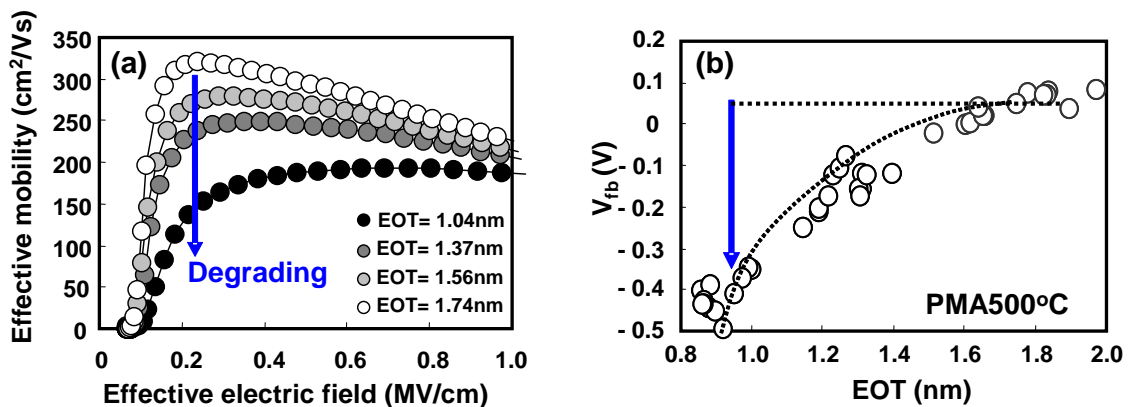 (a)
Effective mobility (cm²/Vs)
350
300
250
200
150
100
50
0
Degrading
EOT= 1.04nm
EOT= 1.37nm
EOT= 1.56nm
EOT= 1.74nm
0 0.2 0.4 0.6 0.8 1.0
Effective electric field (MV/cm)
(b)
V_fb (V)
0.2
0.1
0
- 0.1
- 0.2
- 0.3
- 0.4
- 0.5
PMA500°C
0.8 1.0 1.2 1.4 1.6 1.8 2.0
EOT (nm)